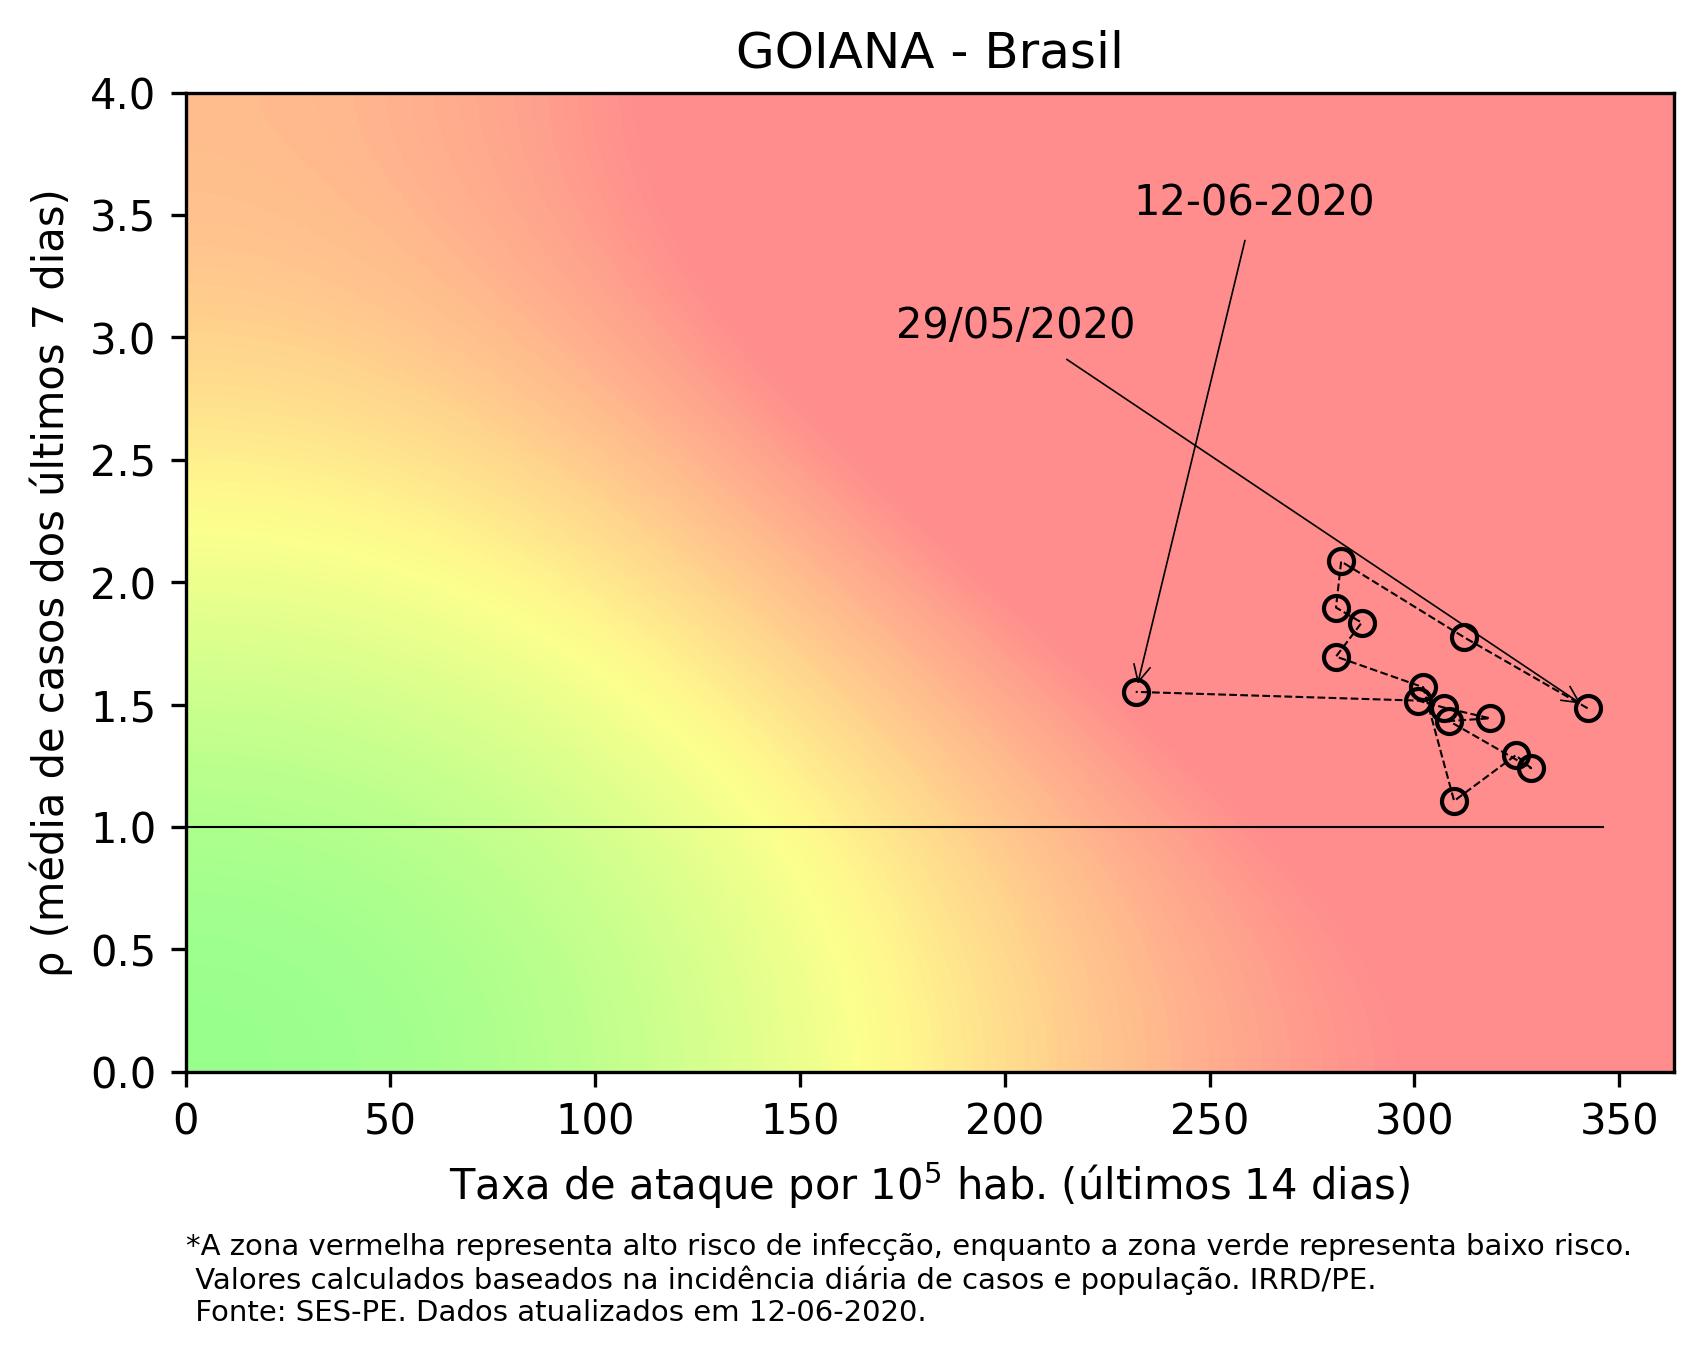 GOIANA - Brasil
4.0
3.5
3.0
2.5
2.0
1.5
1.0
0.5
0.0
ρ (média de casos dos últimos 7 dias)
12-06-2020
29/05/2020
0 50 100 150 200 250 300 350
Taxa de ataque por 10⁵ hab. (últimos 14 dias)
*A zona vermelha representa alto risco de infecção, enquanto a zona verde representa baixo risco.
Valores calculados baseados na incidência diária de casos e população. IRRD/PE.
Fonte: SES-PE. Dados atualizados em 12-06-2020.